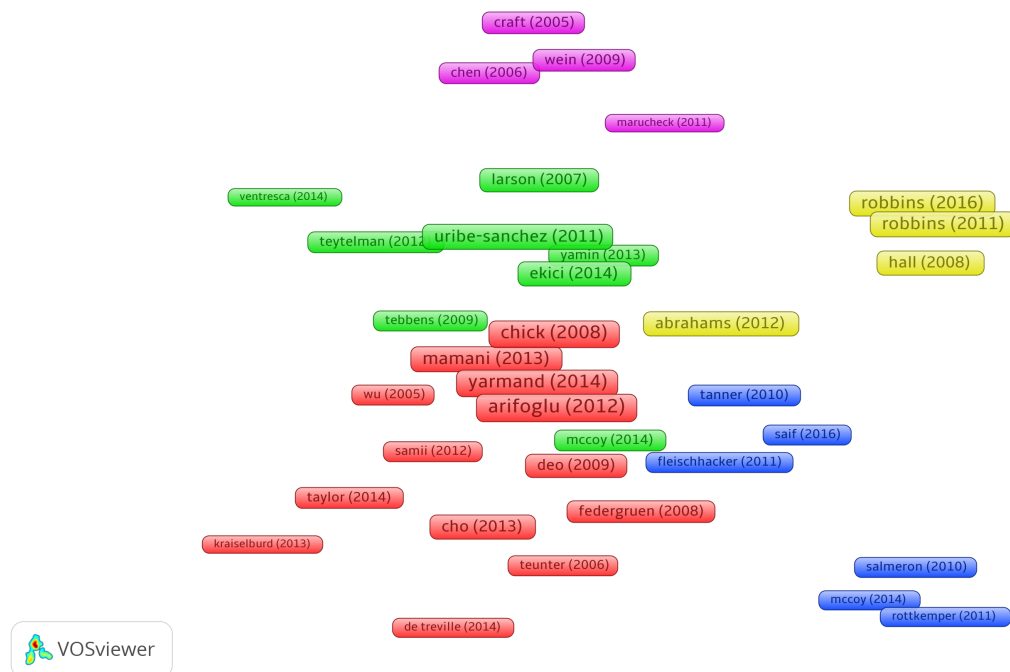 craft (2005)
wein (2009)
chen (2006)
marucheck (2011)
larson (2007)
ventresca (2014)
robbins (2016)
robbins (2011)
uribe-sanchez (2011)
teytelman (2012
yamin (2013)
hall (2008)
ekici (2014)
tebbens (2009)
abrahams (2012)
chick (2008)
mamani (2013)
yarmand (2014)
wu (2005)
tanner (2010)
arifoglu (2012)
saif (2016)
mccoy (2014)
samii (2012)
deo (2009)
fleischhacker (2011)
taylor (2014)
federgruen (2008)
cho (2013)
kraiselburd (2013)
teunter (2006)
salmeron (2010)
mccoy (2014)
rottkemper (2011)
de treville (2014)
VOSviewer